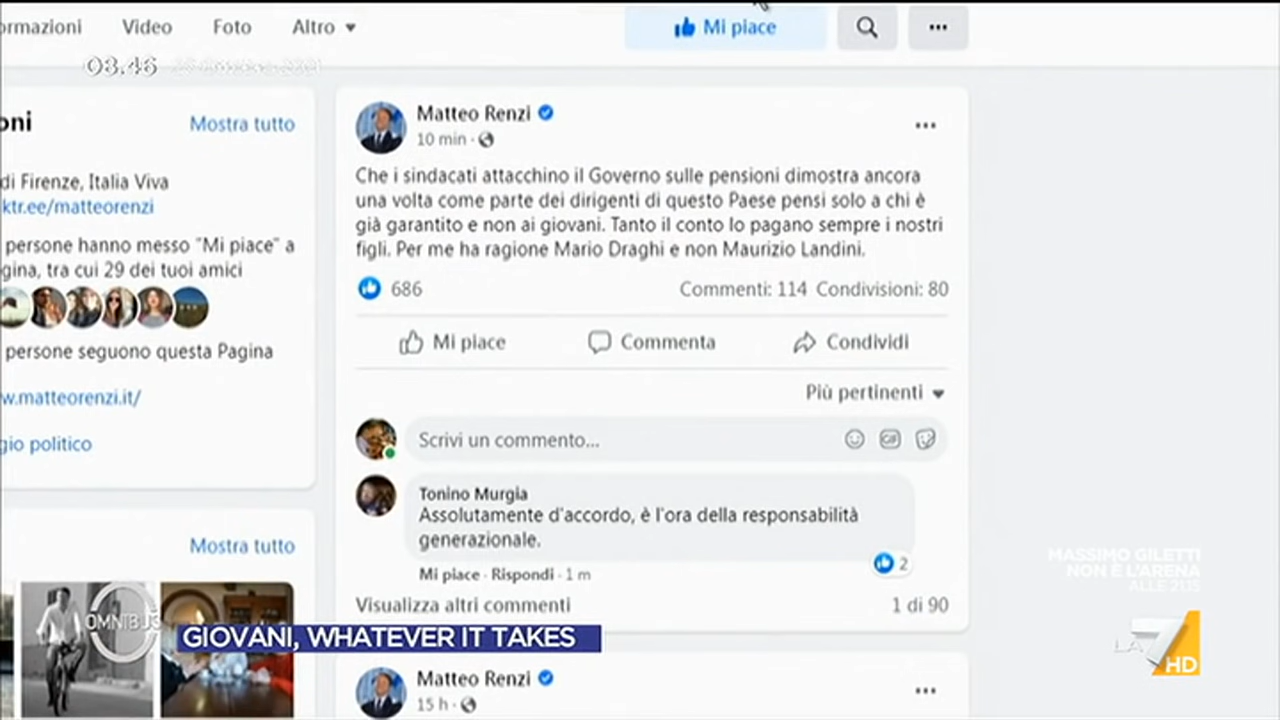 ormazioni
Video
Foto
Altro
Mi piace
08.46
oni
Mostra tutto
di Firenze, Italia Viva
ktr.ee/matteorenzi
persone hanno messo "Mi piace" a
gina, tra cui 29 dei tuoi amici
persone seguono questa Pagina
w.matteorenzi.it/
gio politico
Mostra tutto
Matteo Renzi
10 min ·
Che i sindacati attacchino il Governo sulle pensioni dimostra ancora
una volta come parte dei dirigenti di questo Paese pensi solo a chi è
già garantito e non ai giovani. Tanto il conto lo pagano sempre i nostri
figli. Per me ha ragione Mario Draghi e non Maurizio Landini.
686
Commenti: 114 Condivisioni: 80
Mi piace
Commenta
Condividi
Più pertinenti
Scrivi un commento...
GIF
Tonino Murgia
Assolutamente d'accordo, è l'ora della responsabilità
generazionale.
2
Mi piace · Rispondi · 1 m
Visualizza altri commenti
1 di 90
Matteo Renzi
15 h ·
OMNIBUS
GIOVANI, WHATEVER IT TAKES
MASSIMO GILETTI
NON È L'ARENA
ALLE 21.15
LA7
HD